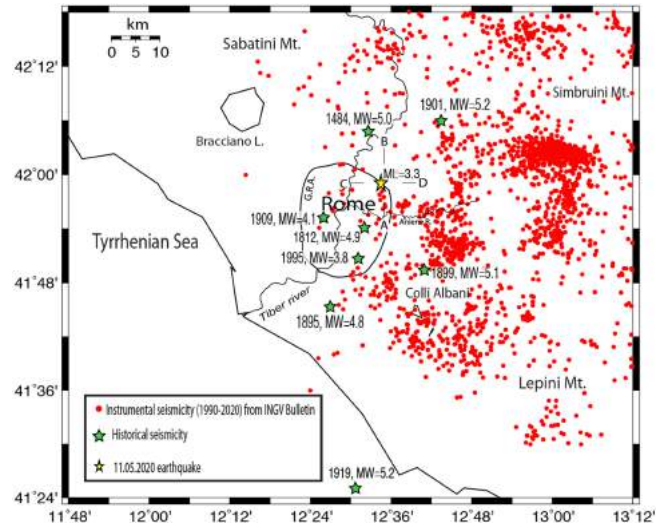 0 5 10
km
Sabatini Mt.
42°12'
1901, MW=5.2
Simbruini Mt.
1484, MW=5.0
Bracciano L.
B
42°00'
ML=3.3
C
D
G.R.A.
Rome
1909, MW=4.1
A
Aniene R.
1812, MW=4.9
Tyrrhenian Sea
1995, MW=3.8
1899, MW=5.1
41°48'
Colli Albani
Tiber river
1895, MW=4.8
41°36'
Lepini Mt.
Instrumental seismicity (1990-2020) from INGV Bulletin
Historical seismicity
11.05.2020 earthquake
1919, MW=5.2
41°24'
11°48' 12°00' 12°12' 12°24' 12°36' 12°48' 13°00' 13°12'